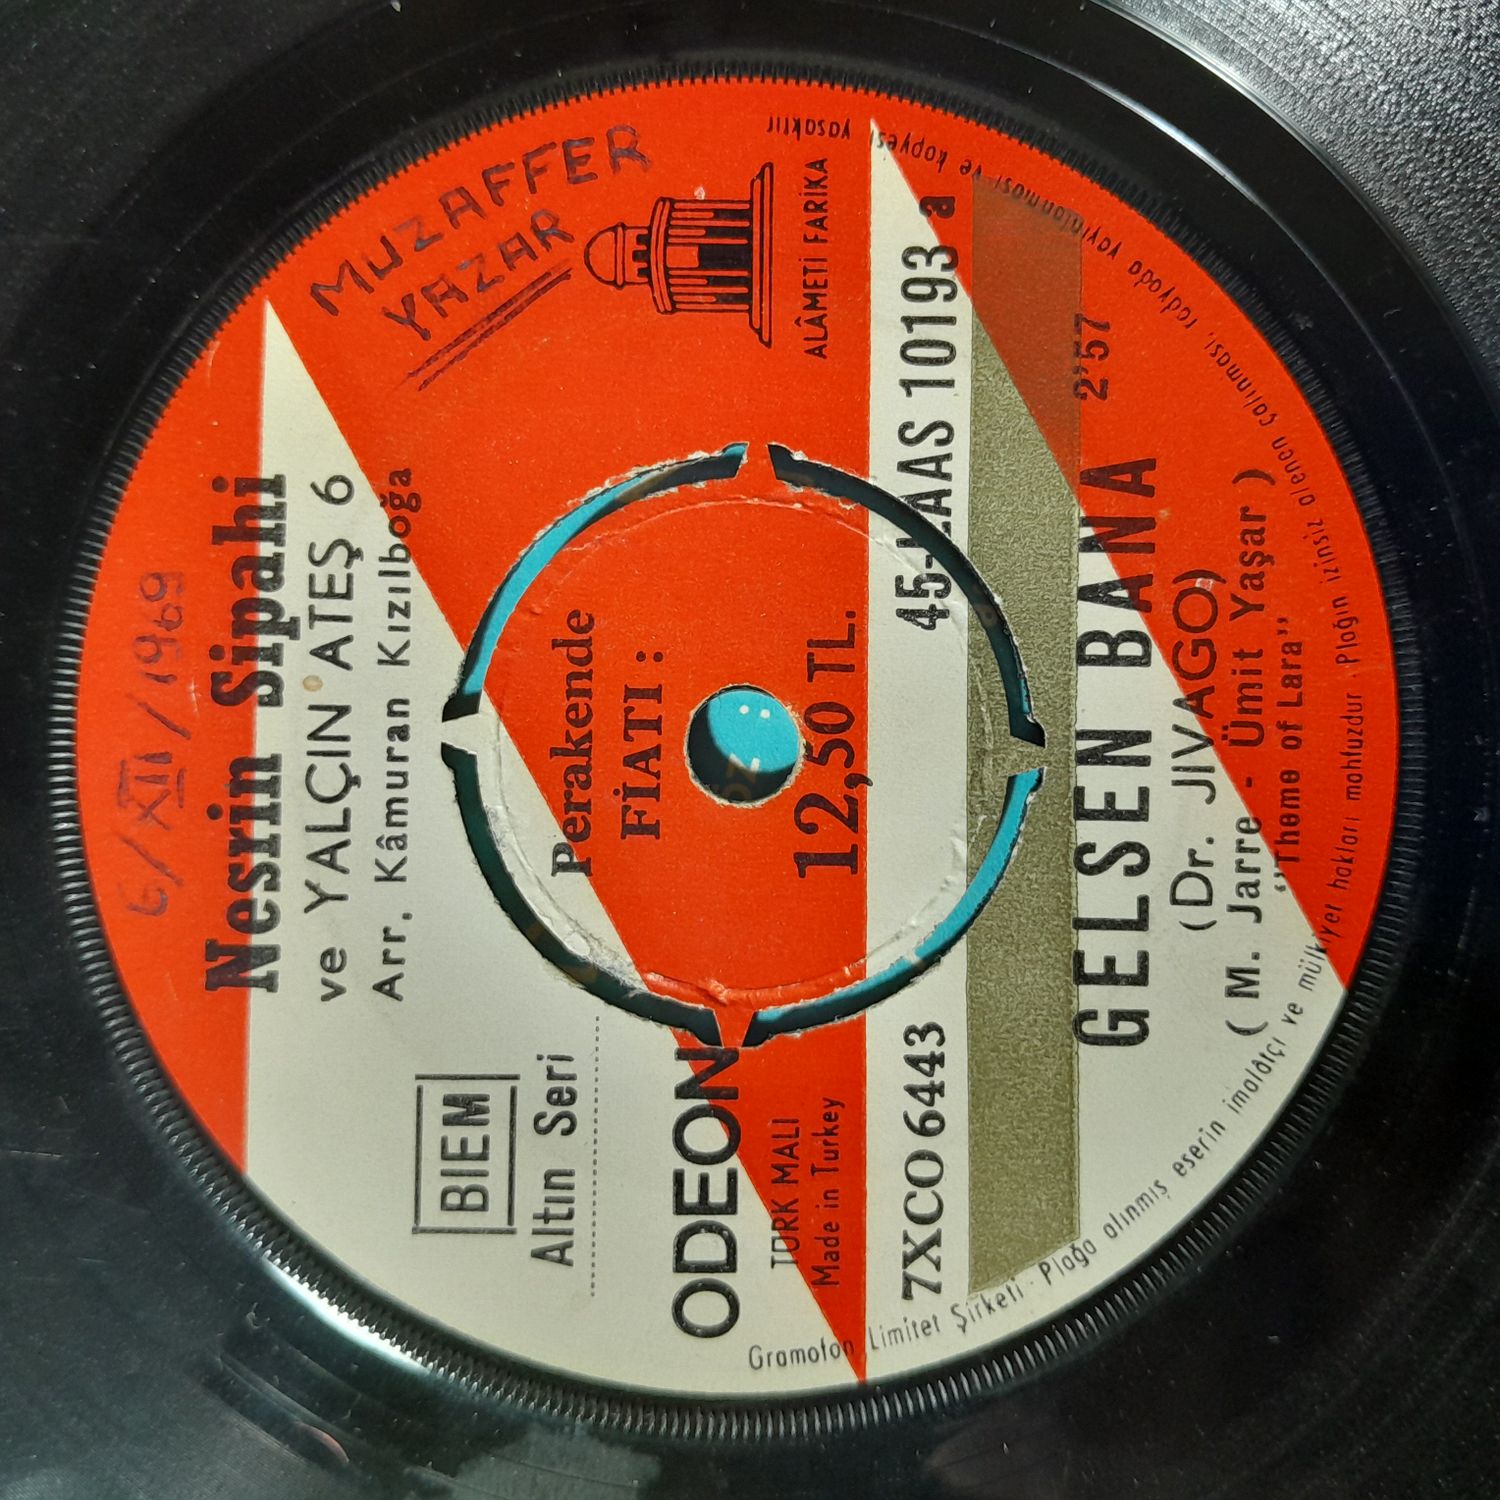 6/XII/1969
MUZAFFER
YAZAR
Nesrin Sipahi
ve YALÇIN ATEŞ 6
Arr. Kâmuran Kızılboğa
BIEM
Altın Seri
Perakende
FİATI :
12,50 TL.
ODEON
TÜRK MALI
Made in Turkey
ALÂMETİ FARİKA
7XCO 6443
45-LAAS 10193 a
2'57
GELSEN BANA
(Dr. JIVAGO)
( M. Jarre - Ümit Yaşar )
''Theme of Lara''
Gramofon Limitet Şirketi · Plağa alınmış eserin imalâtçı ve mülkiyet hakları mahfuzdur · Plağın izinsiz alenen çalınması, radyoda yayınlanması ve kopyesi yasaktır